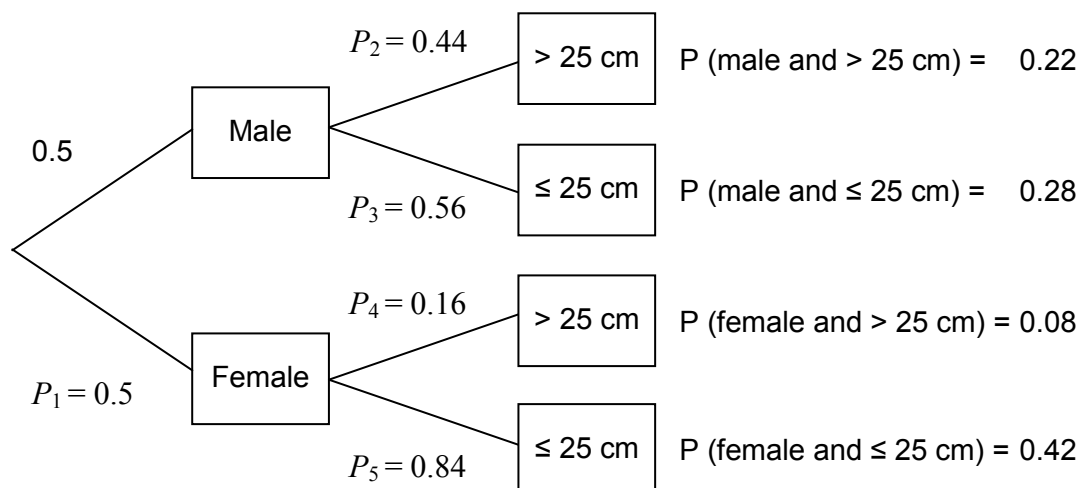 P2 = 0.44
> 25 cm
P (male and > 25 cm) = 0.22
0.5
Male
P3 = 0.56
≤ 25 cm
P (male and ≤ 25 cm) = 0.28
P4 = 0.16
> 25 cm
P (female and > 25 cm) = 0.08
P1 = 0.5
Female
P5 = 0.84
≤ 25 cm
P (female and ≤ 25 cm) = 0.42